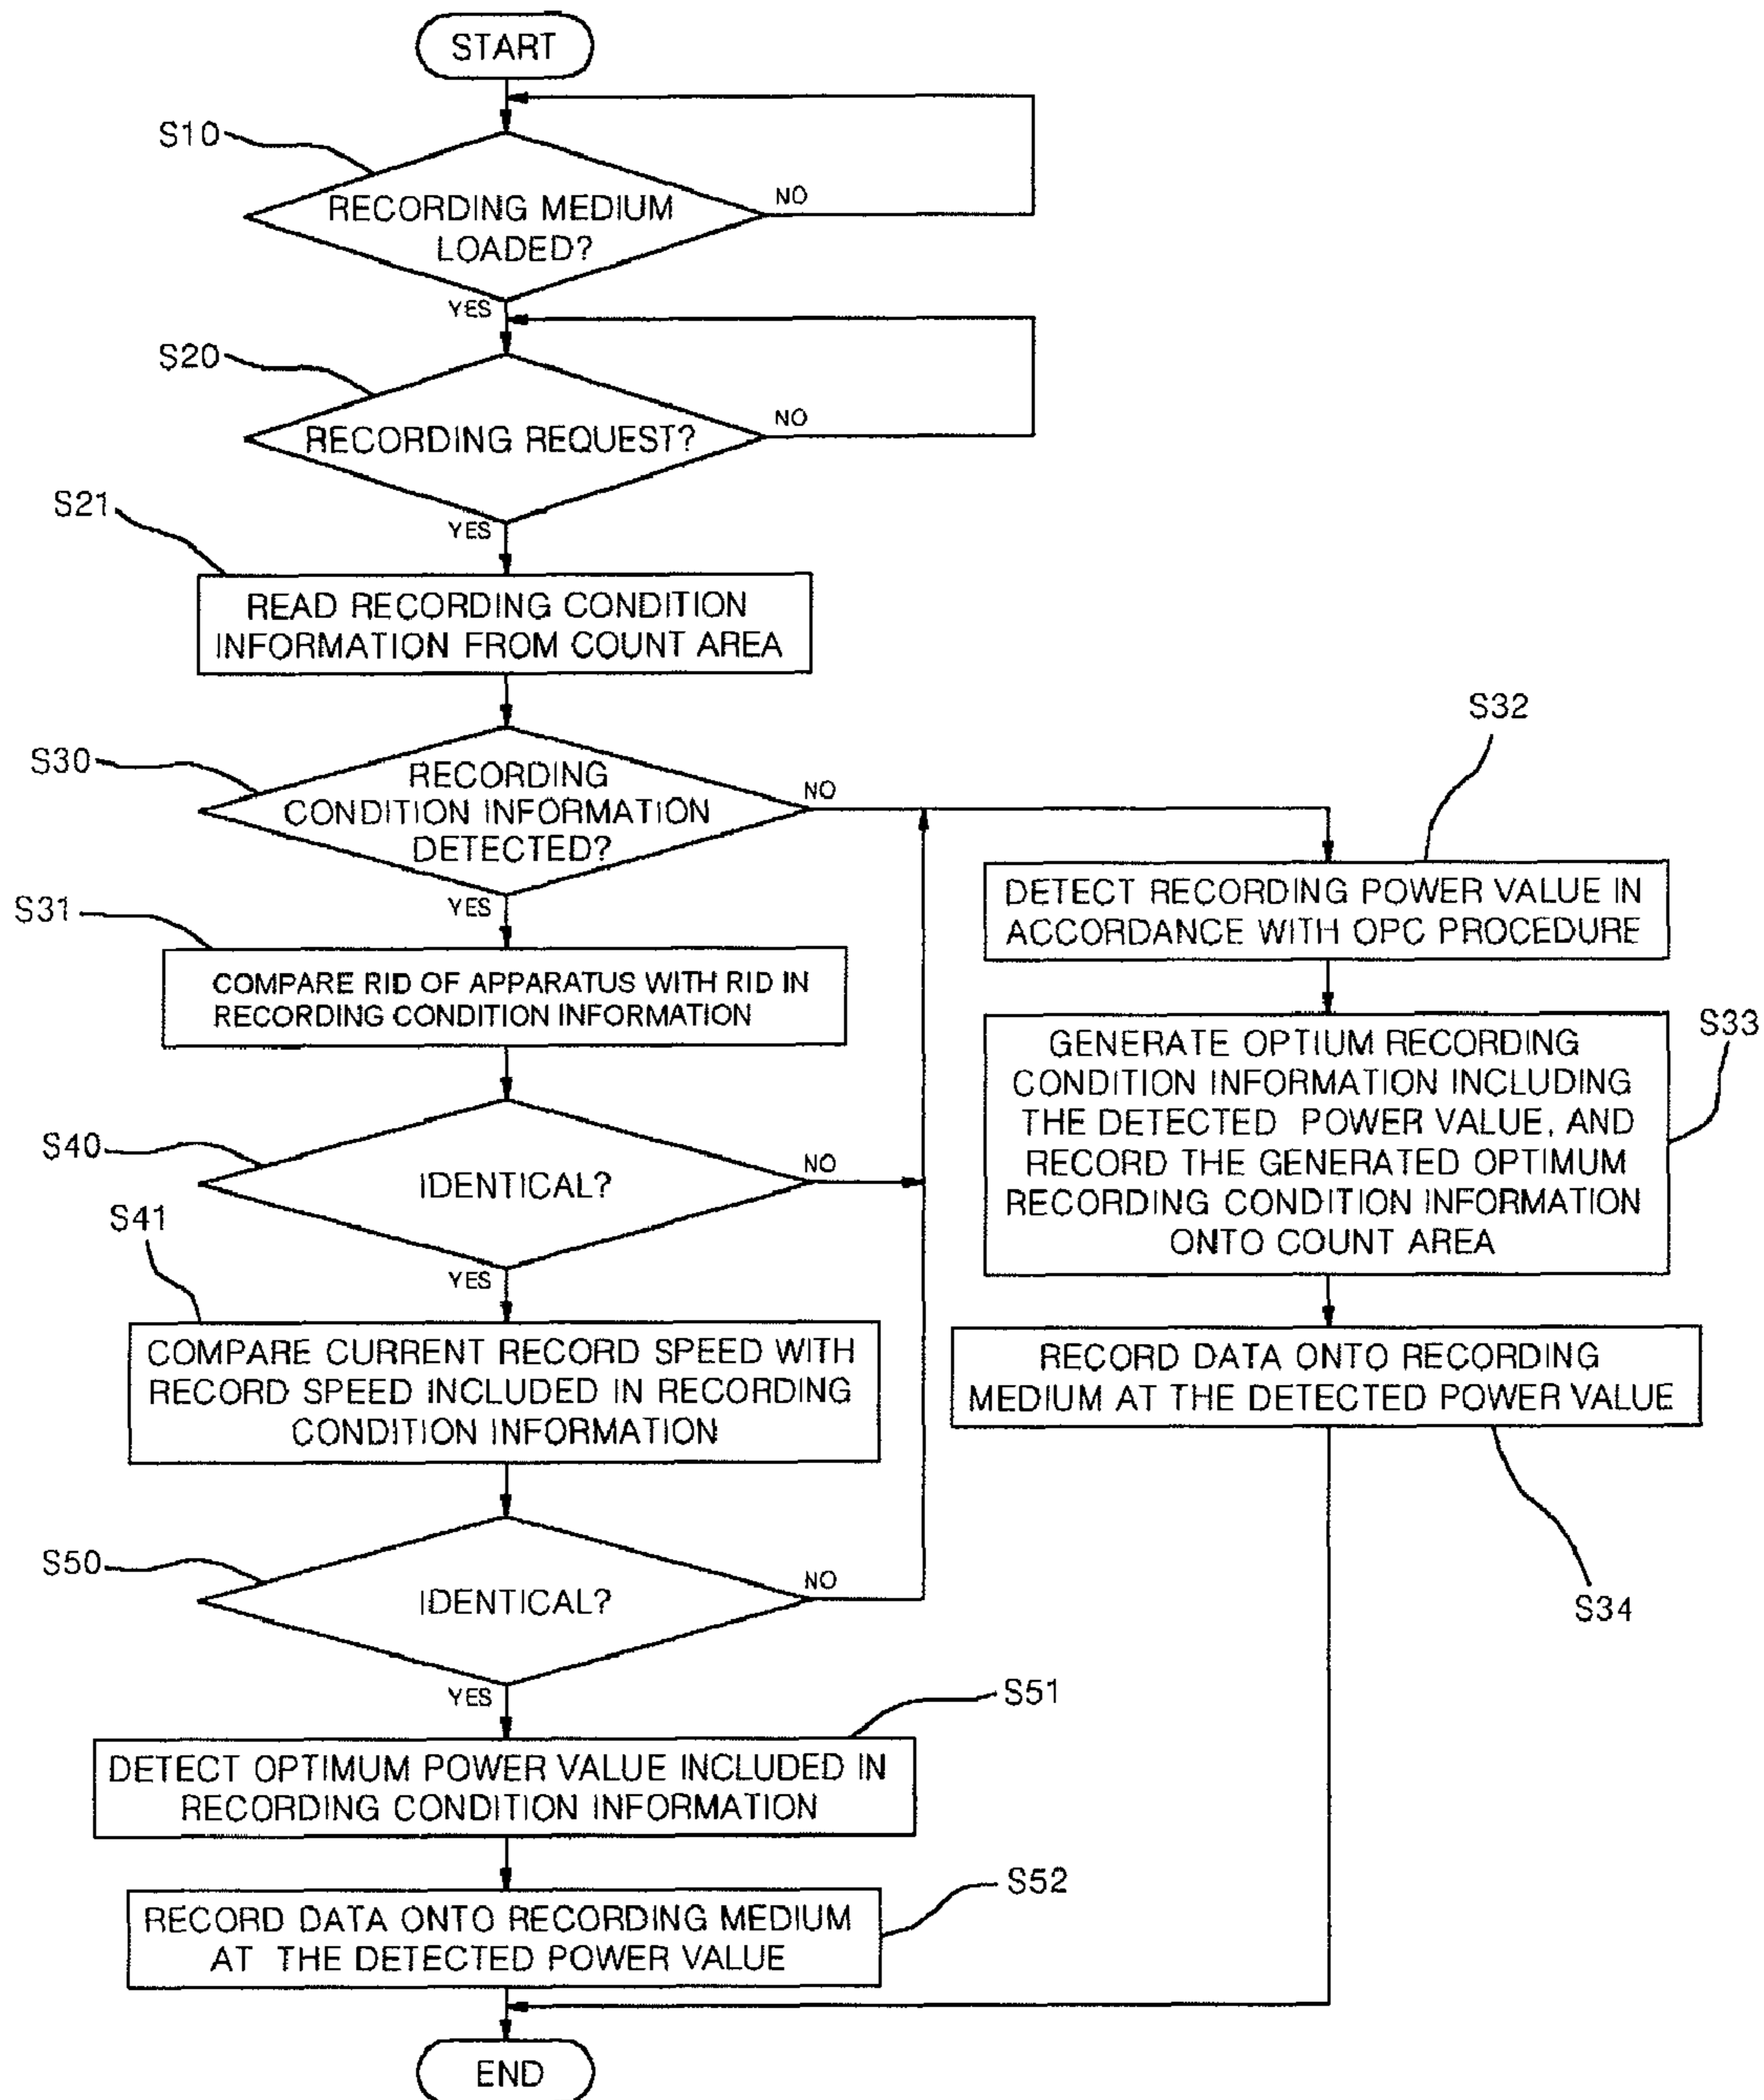 START
S10
RECORDING MEDIUM
LOADED?
NO
YES
S20
RECORDING REQUEST?
NO
YES
S21
READ RECORDING CONDITION
INFORMATION FROM COUNT AREA
S30
RECORDING
CONDITION INFORMATION
DETECTED?
NO
YES
S31
COMPARE RID OF APPARATUS WITH RID IN
RECORDING CONDITION INFORMATION
S40
IDENTICAL?
NO
YES
S41
COMPARE CURRENT RECORD SPEED WITH
RECORD SPEED INCLUDED IN RECORDING
CONDITION INFORMATION
S50
IDENTICAL?
NO
YES
S51
DETECT OPTIMUM POWER VALUE INCLUDED IN
RECORDING CONDITION INFORMATION
S52
RECORD DATA ONTO RECORDING MEDIUM
AT THE DETECTED POWER VALUE
S32
DETECT RECORDING POWER VALUE IN
ACCORDANCE WITH OPC PROCEDURE
S33
GENERATE OPTIUM RECORDING
CONDITION INFORMATION INCLUDING
THE DETECTED POWER VALUE, AND
RECORD THE GENERATED OPTIMUM
RECORDING CONDITION INFORMATION
ONTO COUNT AREA
RECORD DATA ONTO RECORDING
MEDIUM AT THE DETECTED POWER VALUE
S34
END